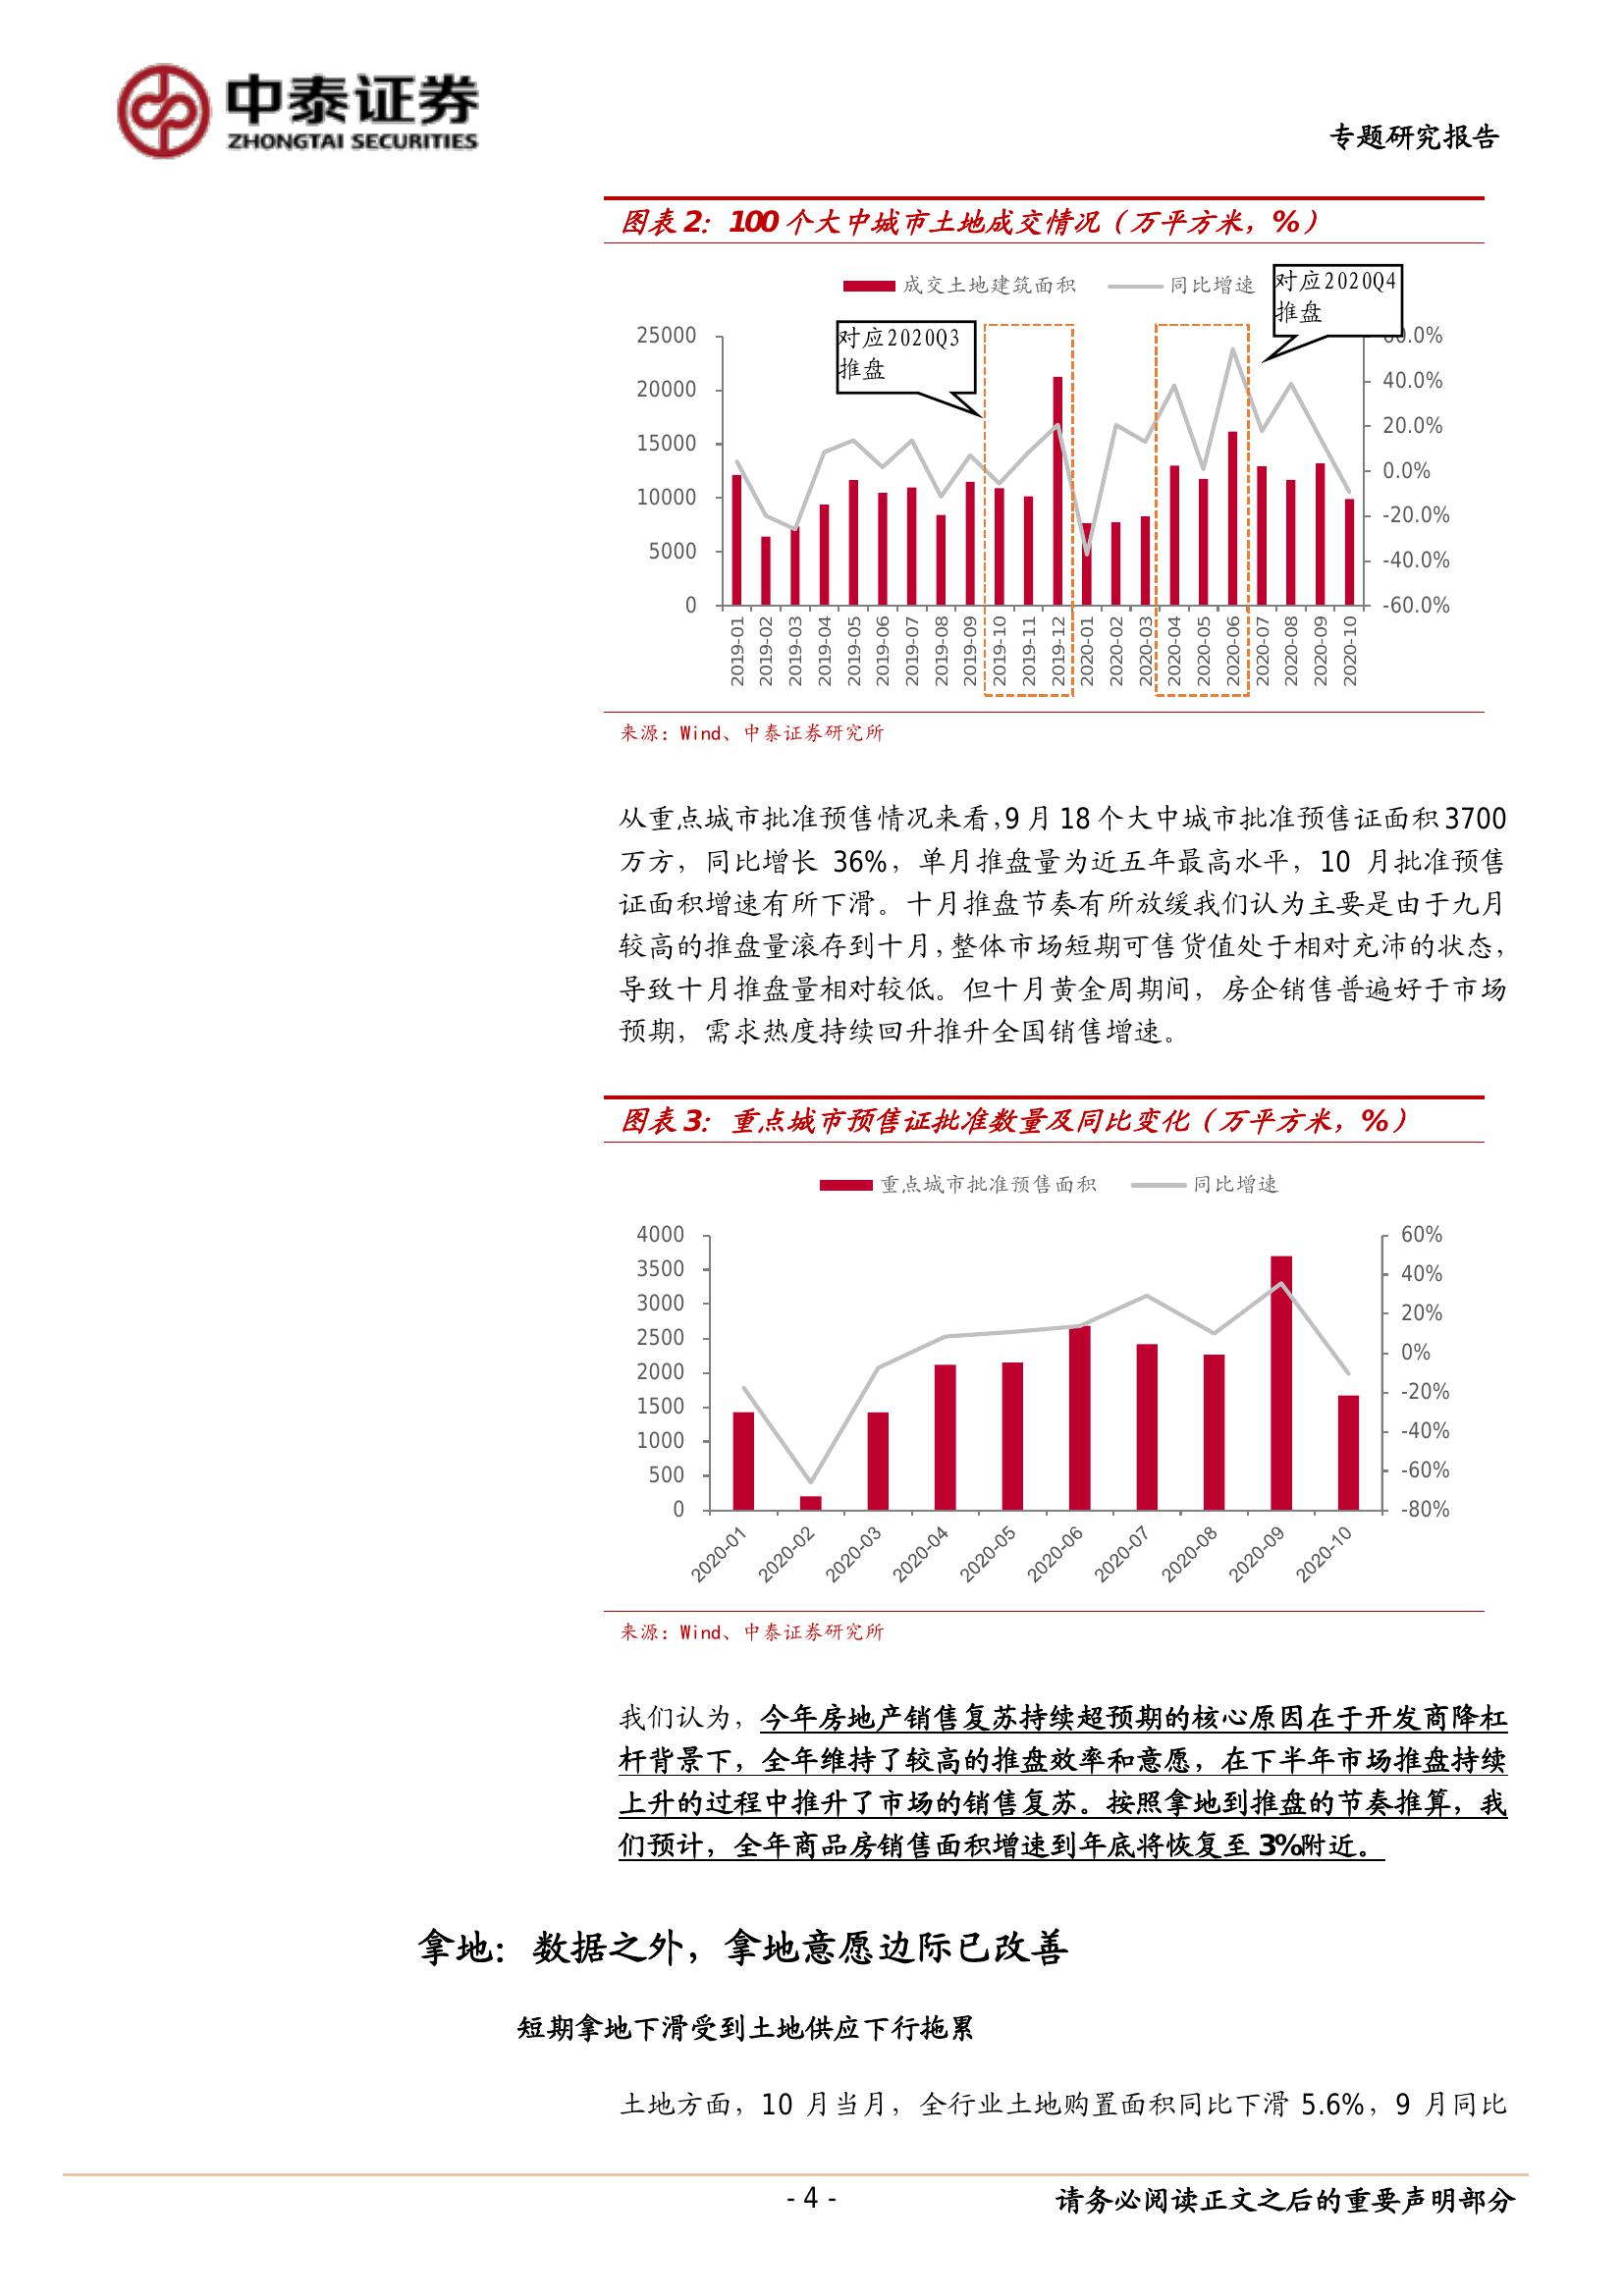 中泰证券
ZHONGTAI SECURITIES
专题研究报告
图表2：100个大中城市土地成交情况（万平方米，%）
成交土地建筑面积 同比增速
对应2020Q4
推盘
对应2020Q3
推盘
25000
20000
15000
10000
5000
0
0.0%
40.0%
20.0%
0.0%
-20.0%
-40.0%
-60.0%
2019-01 2019-02 2019-03 2019-04 2019-05 2019-06 2019-07 2019-08 2019-09 2019-10 2019-11 2019-12 2020-01 2020-02 2020-03 2020-04 2020-05 2020-06 2020-07 2020-08 2020-09 2020-10
来源：Wind、中泰证券研究所
从重点城市批准预售情况来看，9月18个大中城市批准预售证面积3700
万方，同比增长 36%，单月推盘量为近五年最高水平，10 月批准预售
证面积增速有所下滑。十月推盘节奏有所放缓我们认为主要是由于九月
较高的推盘量滚存到十月，整体市场短期可售货值处于相对充沛的状态，
导致十月推盘量相对较低。但十月黄金周期间，房企销售普遍好于市场
预期，需求热度持续回升推升全国销售增速。
图表3：重点城市预售证批准数量及同比变化（万平方米，%）
重点城市批准预售面积 同比增速
4000
3500
3000
2500
2000
1500
1000
500
0
60%
40%
20%
0%
-20%
-40%
-60%
-80%
2020-01 2020-02 2020-03 2020-04 2020-05 2020-06 2020-07 2020-08 2020-09 2020-10
来源：Wind、中泰证券研究所
我们认为，今年房地产销售复苏持续超预期的核心原因在于开发商降杠
杆背景下，全年维持了较高的推盘效率和意愿，在下半年市场推盘持续
上升的过程中推升了市场的销售复苏。按照拿地到推盘的节奏推算，我
们预计，全年商品房销售面积增速到年底将恢复至3%附近。
拿地：数据之外，拿地意愿边际已改善
短期拿地下滑受到土地供应下行拖累
土地方面，10 月当月，全行业土地购置面积同比下滑 5.6%，9 月同比
- 4 -
请务必阅读正文之后的重要声明部分